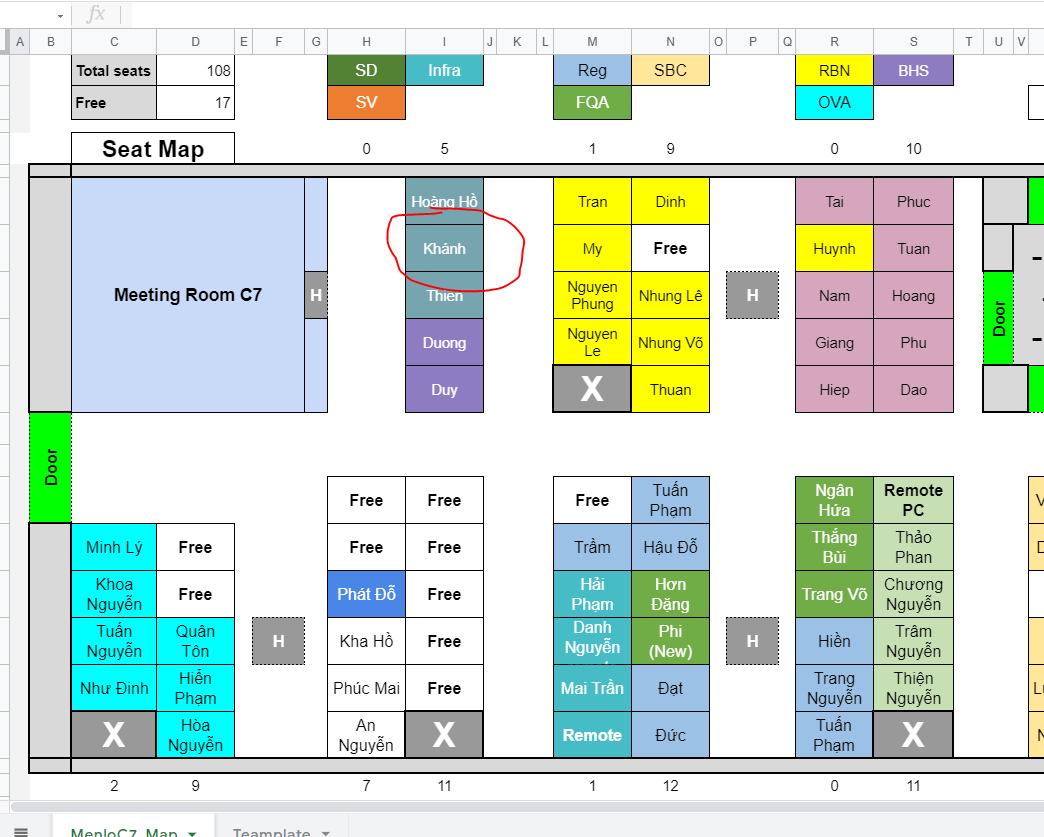 fx
A B C D E F G H I J K L M N O P Q R S T U V
Total seats 108 SD Infra Reg SBC RBN BHS
Free 17 SV FQA OVA
Seat Map 0 5 1 9 0 10
Hoàng Hồ Tran Dinh Tai Phuc
Khánh My Free Huynh Tuan
Meeting Room C7 H Thien Nguyen Phung Nhung Lê H Nam Hoang Door
Duong Nguyen Le Nhung Võ Giang Phu
Duy X Thuan Hiep Dao
Door
Free Free Free Tuấn Phạm Ngân Hứa Remote PC
Minh Lý Free Free Free Trầm Hậu Đỗ Thắng Bùi Thảo Phan
Khoa Nguyễn Free Phát Đỗ Free Hải Phạm Hơn Đặng Trang Võ Chương Nguyễn
Tuấn Nguyễn Quân Tôn H Kha Hồ Free Danh Nguyễn Phi (New) H Hiền Trâm Nguyễn
Như Đinh Hiển Phạm Phúc Mai Free Mai Trần Đạt Trang Nguyễn Thiện Nguyễn
X Hòa Nguyễn An Nguyễn X Remote Đức Tuấn Phạm X
2 9 7 11 1 12 0 11
MenloC7_Map Teamplate